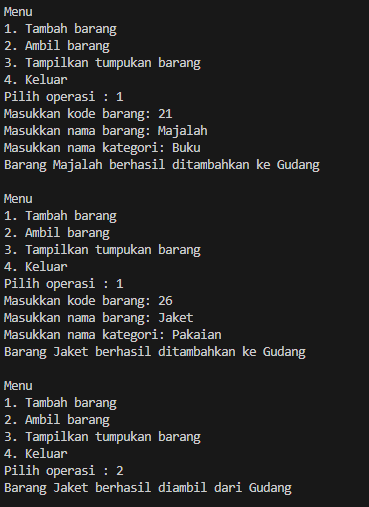 Menu
1. Tambah barang
2. Ambil barang
3. Tampilkan tumpukan barang
4. Keluar
Pilih operasi : 1
Masukkan kode barang: 21
Masukkan nama barang: Majalah
Masukkan nama kategori: Buku
Barang Majalah berhasil ditambahkan ke Gudang

Menu
1. Tambah barang
2. Ambil barang
3. Tampilkan tumpukan barang
4. Keluar
Pilih operasi : 1
Masukkan kode barang: 26
Masukkan nama barang: Jaket
Masukkan nama kategori: Pakaian
Barang Jaket berhasil ditambahkan ke Gudang

Menu
1. Tambah barang
2. Ambil barang
3. Tampilkan tumpukan barang
4. Keluar
Pilih operasi : 2
Barang Jaket berhasil diambil dari Gudang